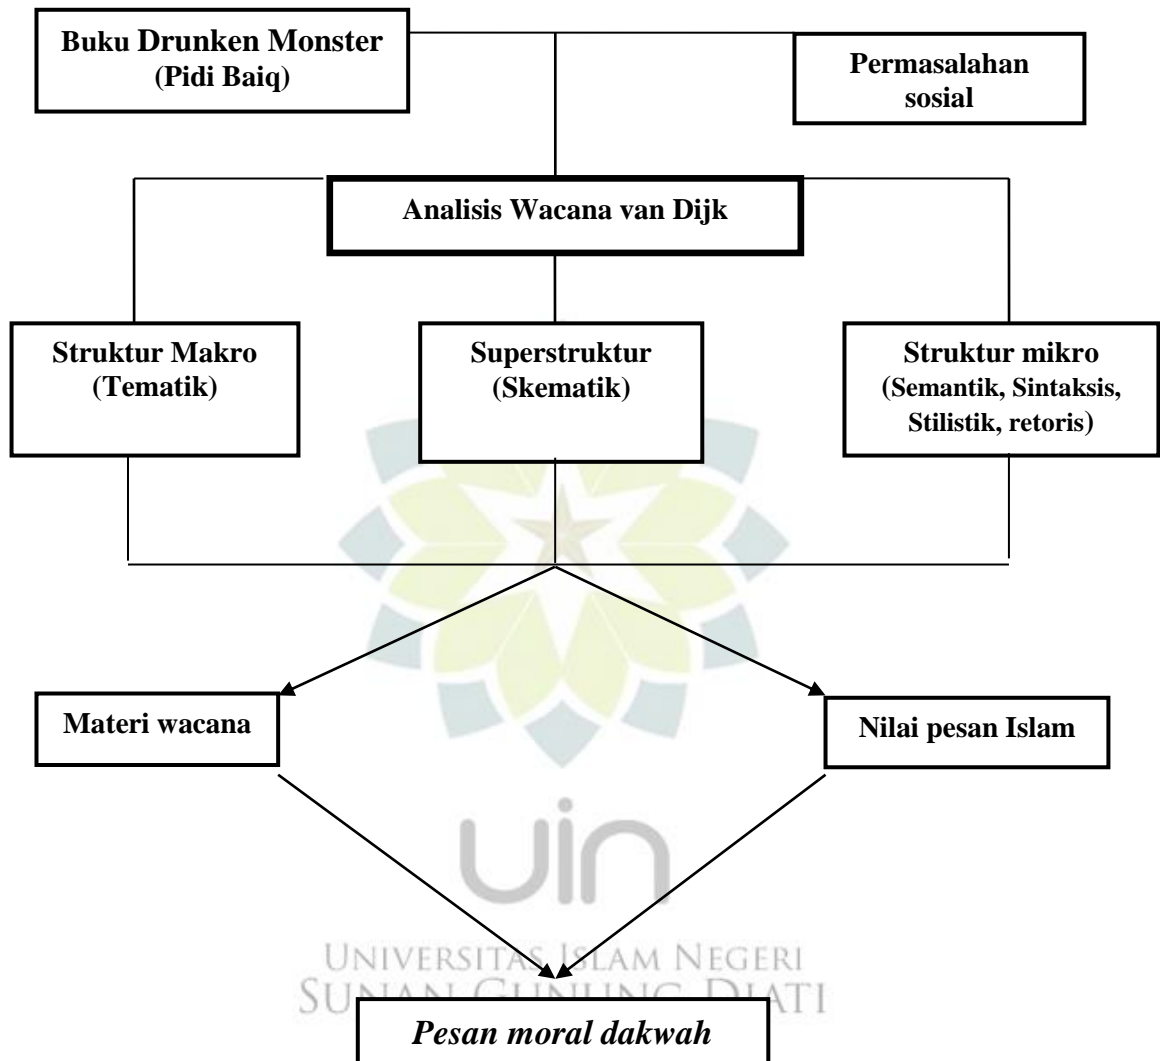 Buku Drunken Monster
(Pidi Baiq)
Permasalahan
sosial
Analisis Wacana van Dijk
Struktur Makro
(Tematik)
Superstruktur
(Skematik)
Struktur mikro
(Semantik, Sintaksis,
Stilistik, retoris)
Materi wacana
Nilai pesan Islam
uin
UNIVERSITAS ISLAM NEGERI
SUNAN GUNUNG DJATI
Pesan moral dakwah